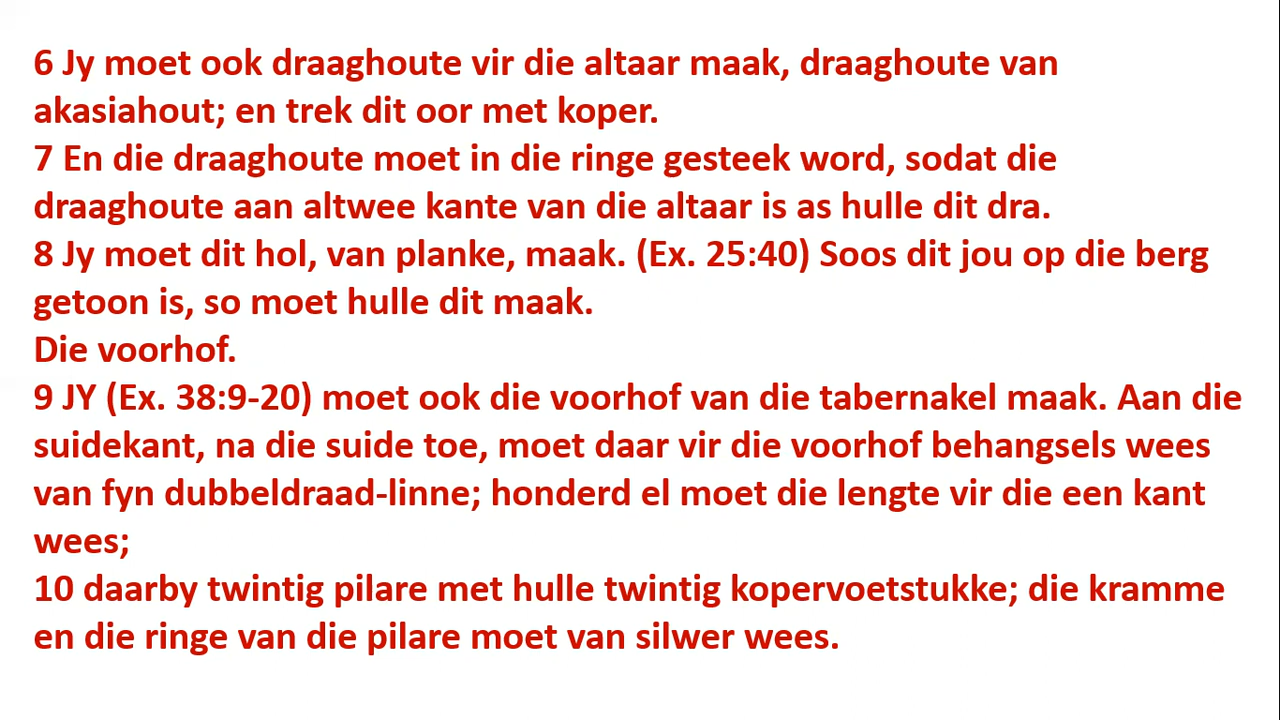 6 Jy moet ook draaghoute vir die altaar maak, draaghoute van
akasiahout; en trek dit oor met koper.
7 En die draaghoute moet in die ringe gesteek word, sodat die
draaghoute aan altwee kante van die altaar is as hulle dit dra.
8 Jy moet dit hol, van planke, maak. (Ex. 25:40) Soos dit jou op die berg
getoon is, so moet hulle dit maak.
Die voorhof.
9 JY (Ex. 38:9-20) moet ook die voorhof van die tabernakel maak. Aan die
suidekant, na die suide toe, moet daar vir die voorhof behangsels wees
van fyn dubbeldraad-linne; honderd el moet die lengte vir die een kant
wees;
10 daarby twintig pilare met hulle twintig kopervoetstukke; die kramme
en die ringe van die pilare moet van silwer wees.